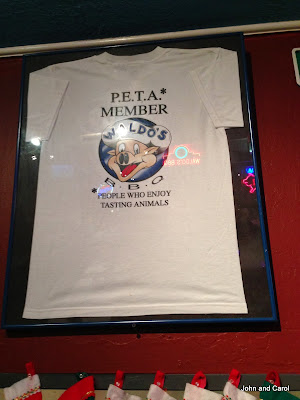 P.E.T.A.*
MEMBER
WALDO'S
B·B·Q
*PEOPLE WHO ENJOY
TASTING ANIMALS
John and Carol